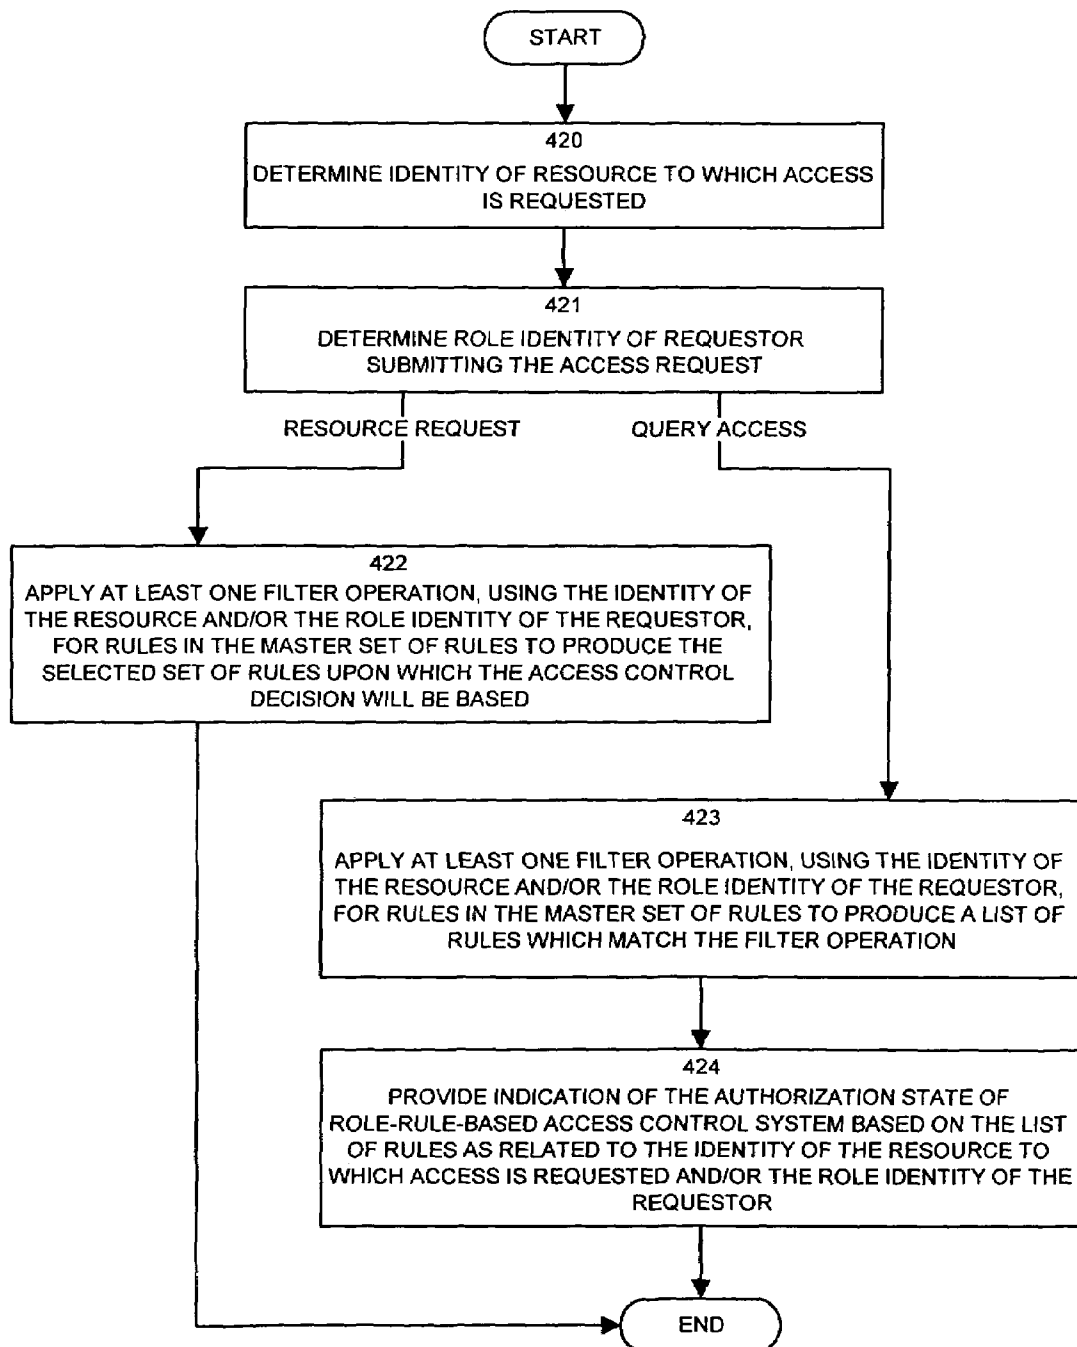 START
420
DETERMINE IDENTITY OF RESOURCE TO WHICH ACCESS
IS REQUESTED
421
DETERMINE ROLE IDENTITY OF REQUESTOR
SUBMITTING THE ACCESS REQUEST
RESOURCE REQUEST
QUERY ACCESS
422
APPLY AT LEAST ONE FILTER OPERATION, USING THE IDENTITY OF
THE RESOURCE AND/OR THE ROLE IDENTITY OF THE REQUESTOR,
FOR RULES IN THE MASTER SET OF RULES TO PRODUCE THE
SELECTED SET OF RULES UPON WHICH THE ACCESS CONTROL
DECISION WILL BE BASED
423
APPLY AT LEAST ONE FILTER OPERATION, USING THE IDENTITY OF
THE RESOURCE AND/OR THE ROLE IDENTITY OF THE REQUESTOR,
FOR RULES IN THE MASTER SET OF RULES TO PRODUCE A LIST OF
RULES WHICH MATCH THE FILTER OPERATION
424
PROVIDE INDICATION OF THE AUTHORIZATION STATE OF
ROLE-RULE-BASED ACCESS CONTROL SYSTEM BASED ON THE LIST
OF RULES AS RELATED TO THE IDENTITY OF THE RESOURCE TO
WHICH ACCESS IS REQUESTED AND/OR THE ROLE IDENTITY OF THE
REQUESTOR
END